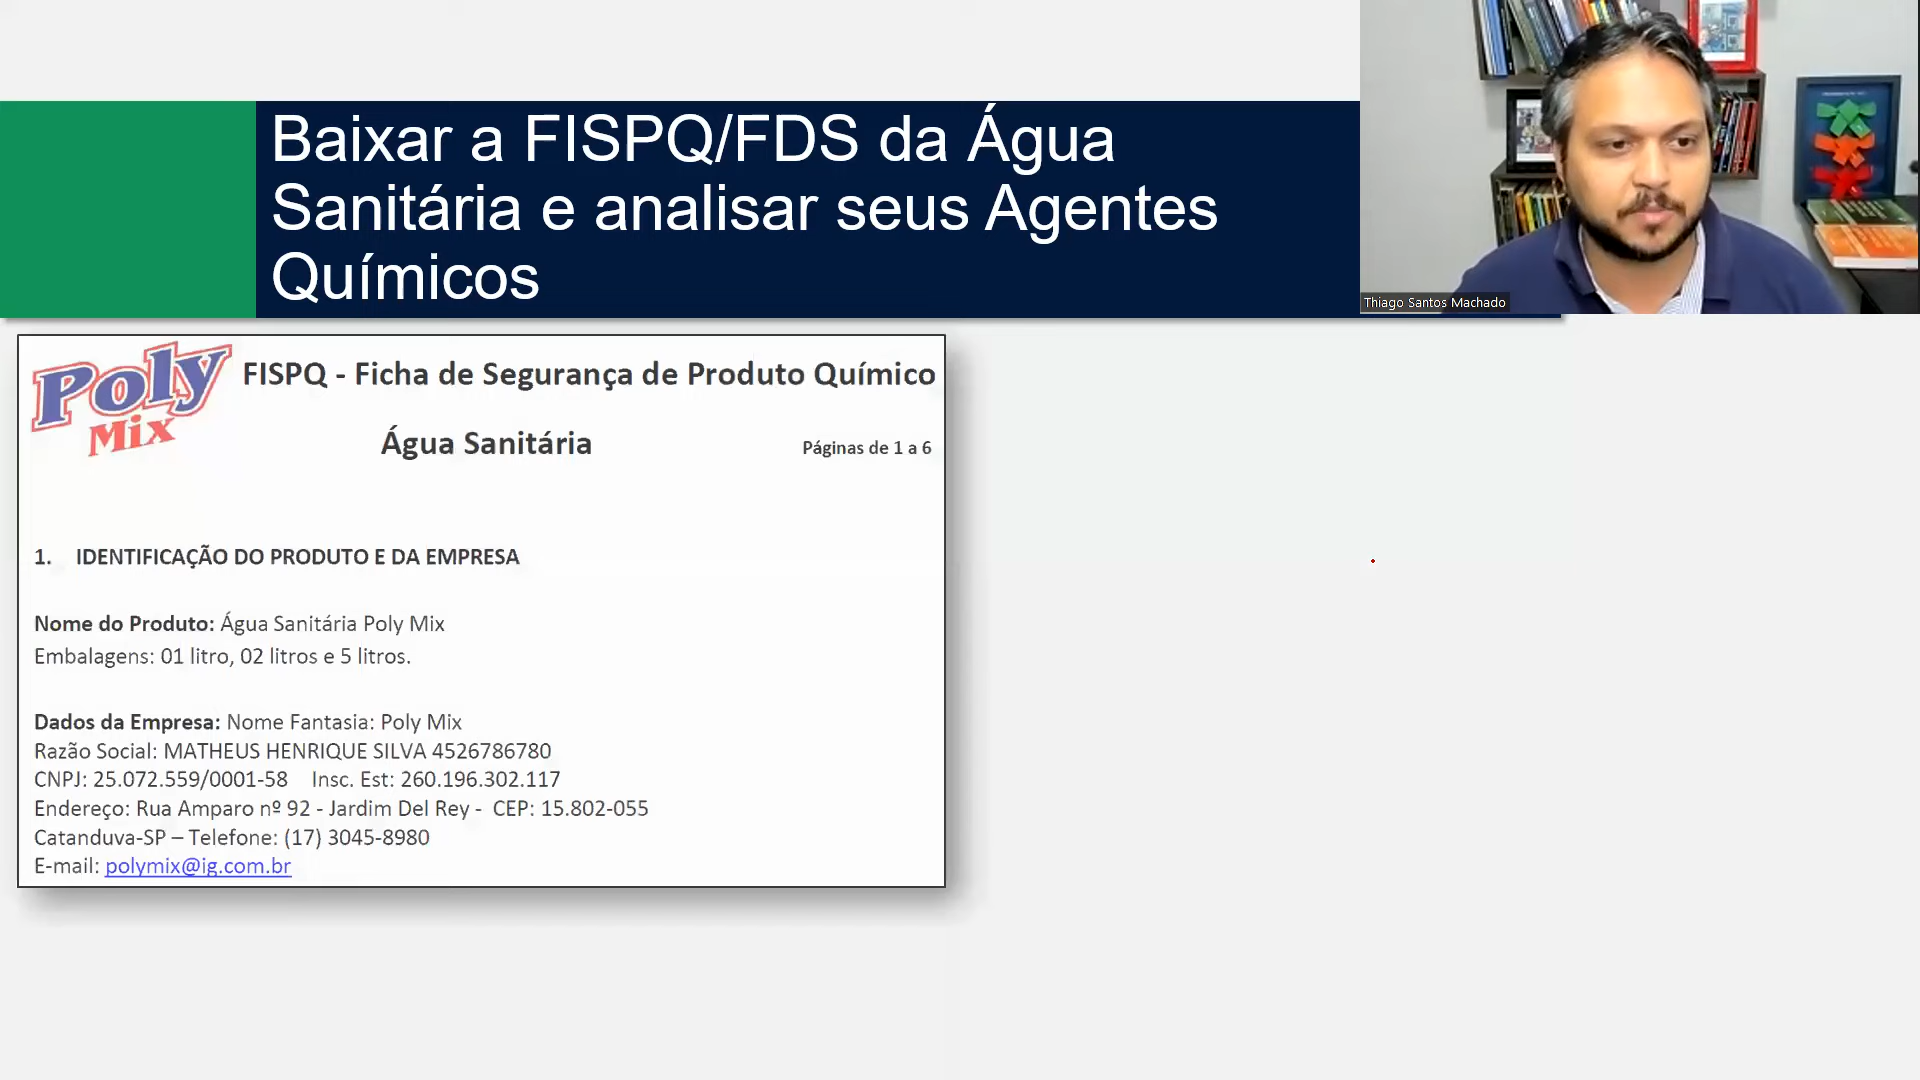 Baixar a FISPQ/FDS da Água
Sanitária e analisar seus Agentes
Químicos
Thiago Santos Machado
Poly
Mix
FISPQ - Ficha de Segurança de Produto Químico
Água Sanitária
Páginas de 1 a 6
1. IDENTIFICAÇÃO DO PRODUTO E DA EMPRESA
Nome do Produto: Água Sanitária Poly Mix
Embalagens: 01 litro, 02 litros e 5 litros.
Dados da Empresa: Nome Fantasia: Poly Mix
Razão Social: MATHEUS HENRIQUE SILVA 4526786780
CNPJ: 25.072.559/0001-58 Insc. Est: 260.196.302.117
Endereço: Rua Amparo nº 92 - Jardim Del Rey - CEP: 15.802-055
Catanduva-SP – Telefone: (17) 3045-8980
E-mail: polymix@ig.com.br